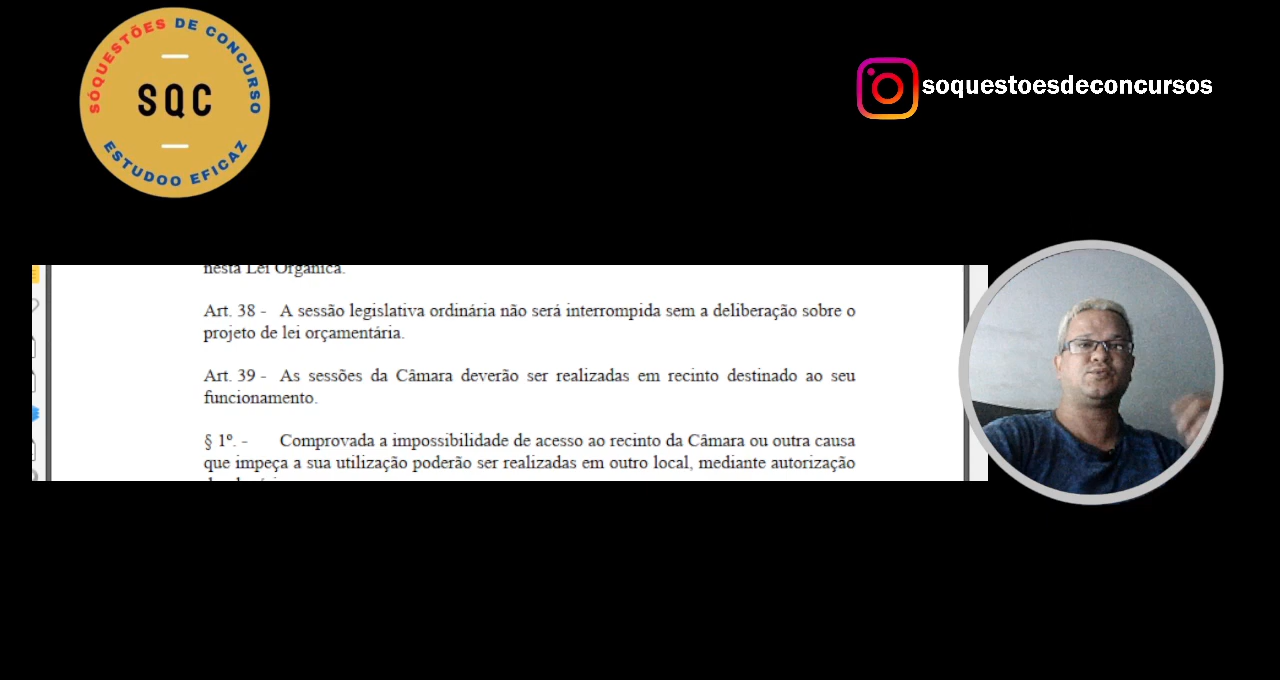 SÓQUESTÕES DE CONCURSO
SQC
ESTUDOO EFICAZ
soquestoesdeconcursos
nesta Lei Orgânica.
Art. 38 - A sessão legislativa ordinária não será interrompida sem a deliberação sobre o
projeto de lei orçamentária.
Art. 39 - As sessões da Câmara deverão ser realizadas em recinto destinado ao seu
funcionamento.
§ 1º. - Comprovada a impossibilidade de acesso ao recinto da Câmara ou outra causa
que impeça a sua utilização poderão ser realizadas em outro local, mediante autorização